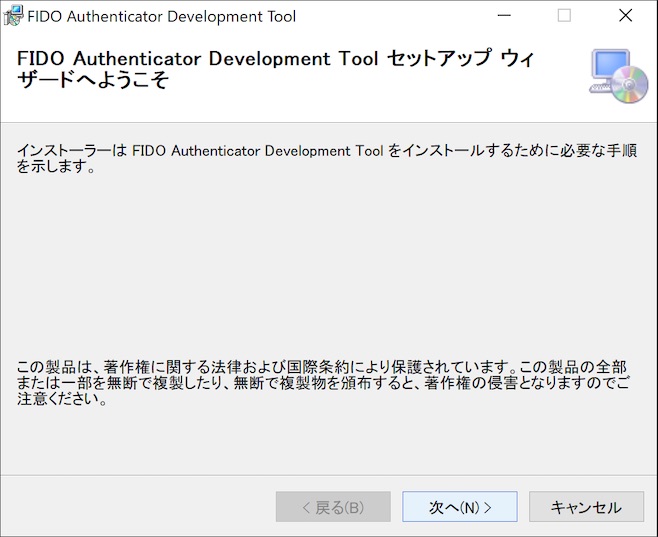 FIDO Authenticator Development Tool
FIDO Authenticator Development Tool セットアップ ウィ
ザードへようこそ
インストーラーは FIDO Authenticator Development Tool をインストールするために必要な手順
を示します。
この製品は、著作権に関する法律および国際条約により保護されています。この製品の全部
または一部を無断で複製したり、無断で複製物を頒布すると、著作権の侵害となりますのでご
注意ください。
< 戻る(B)
次へ(N) >
キャンセル